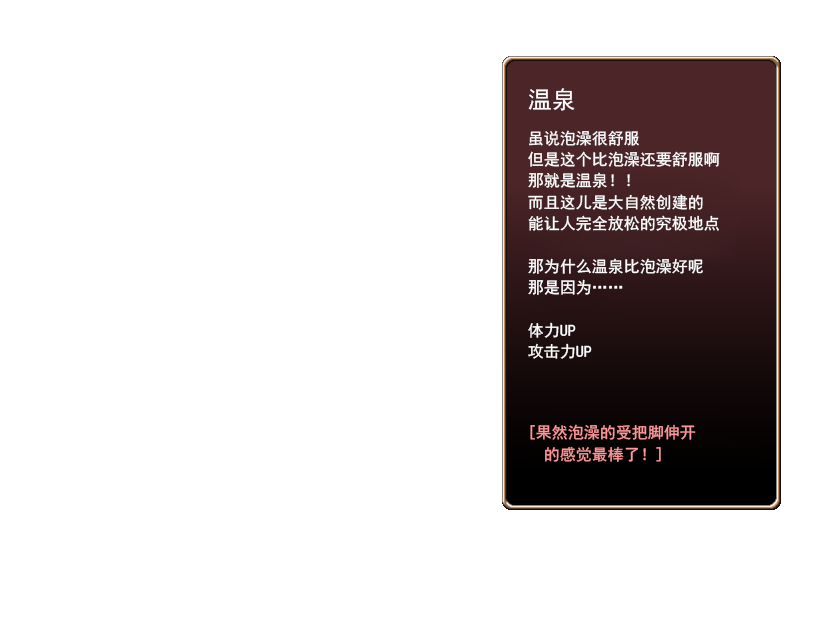 温泉
虽说泡澡很舒服
但是这个比泡澡还要舒服啊
那就是温泉！！
而且这儿是大自然创建的
能让人完全放松的究极地点
那为什么温泉比泡澡好呢
那是因为……
体力UP
攻击力UP
[果然泡澡的受把脚伸开
的感觉最棒了！]